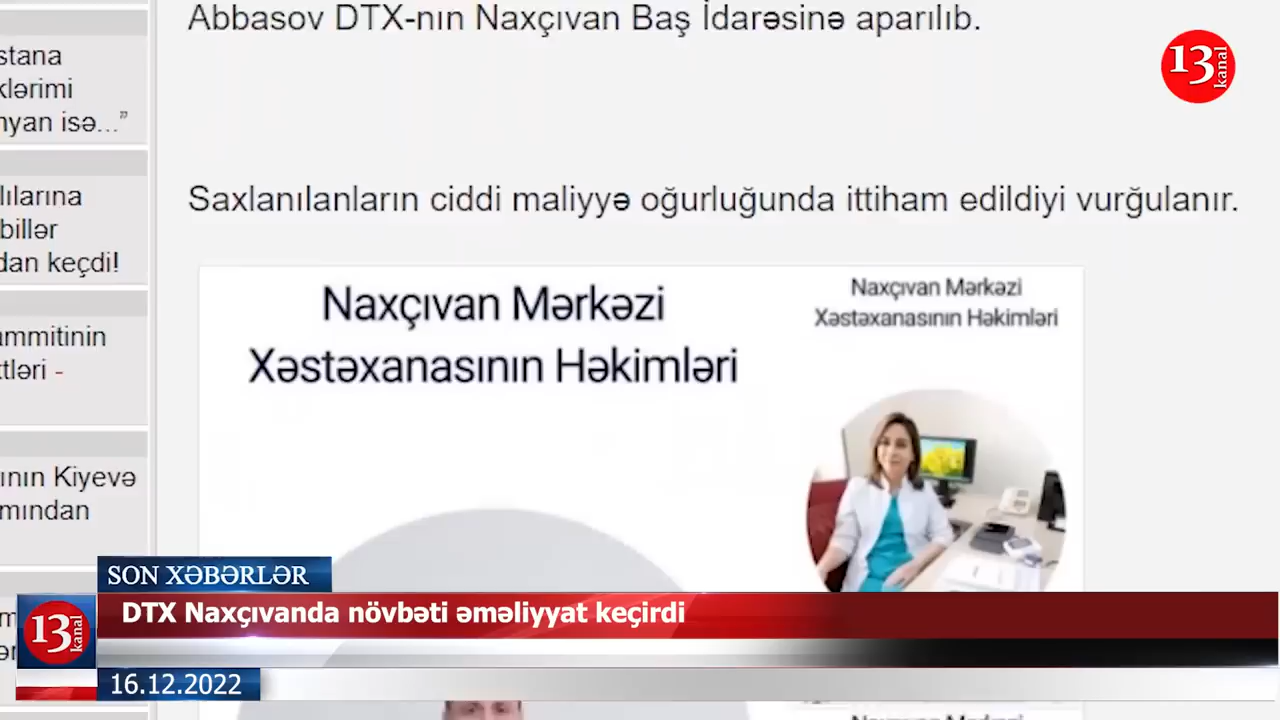 Abbasov DTX-nın Naxçıvan Baş İdarəsinə aparılıb.
13
kanal
stana
klərimi
nyan isə...”
Saxlanılanların ciddi maliyyə oğurluğunda ittiham edildiyi vurğulanır.
lılarına
billər
dan keçdi!
Naxçıvan Mərkəzi
Xəstəxanasının Həkimləri
Naxçıvan Mərkəzi
Xəstəxanasının Həkimləri
ammitinin
tləri -
ının Kiyevə
mından
SON XƏBƏRLƏR
DTX Naxçıvanda növbəti əməliyyat keçirdi
13
kanal
16.12.2022
Naxçıvan Mərkəzi